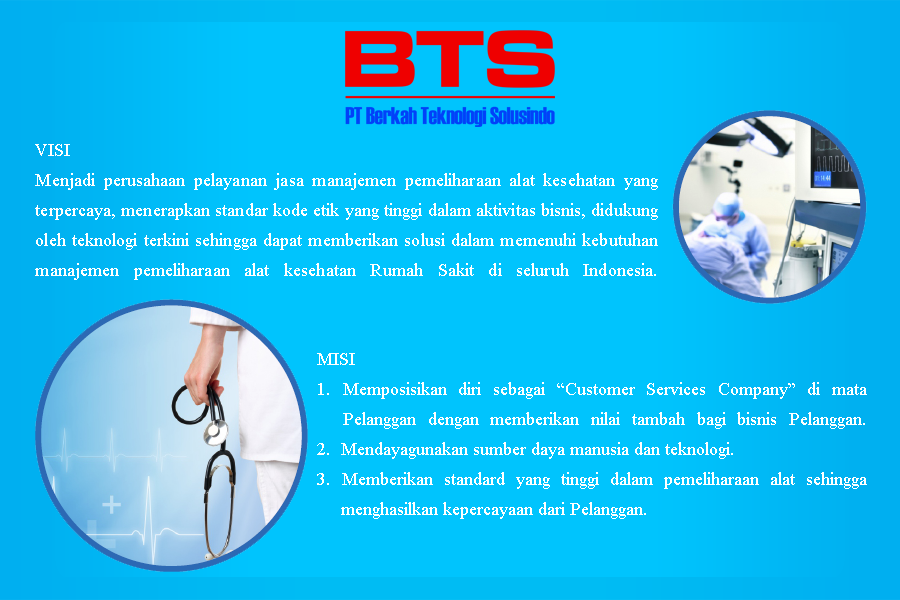 BTS
PT Berkah Teknologi Solusindo
VISI
Menjadi perusahaan pelayanan jasa manajemen pemeliharaan alat kesehatan yang
terpercaya, menerapkan standar kode etik yang tinggi dalam aktivitas bisnis, didukung
oleh teknologi terkini sehingga dapat memberikan solusi dalam memenuhi kebutuhan
manajemen pemeliharaan alat kesehatan Rumah Sakit di seluruh Indonesia.
MISI
1. Memposisikan diri sebagai “Customer Services Company” di mata
Pelanggan dengan memberikan nilai tambah bagi bisnis Pelanggan.
2. Mendayagunakan sumber daya manusia dan teknologi.
3. Memberikan standard yang tinggi dalam pemeliharaan alat sehingga
menghasilkan kepercayaan dari Pelanggan.